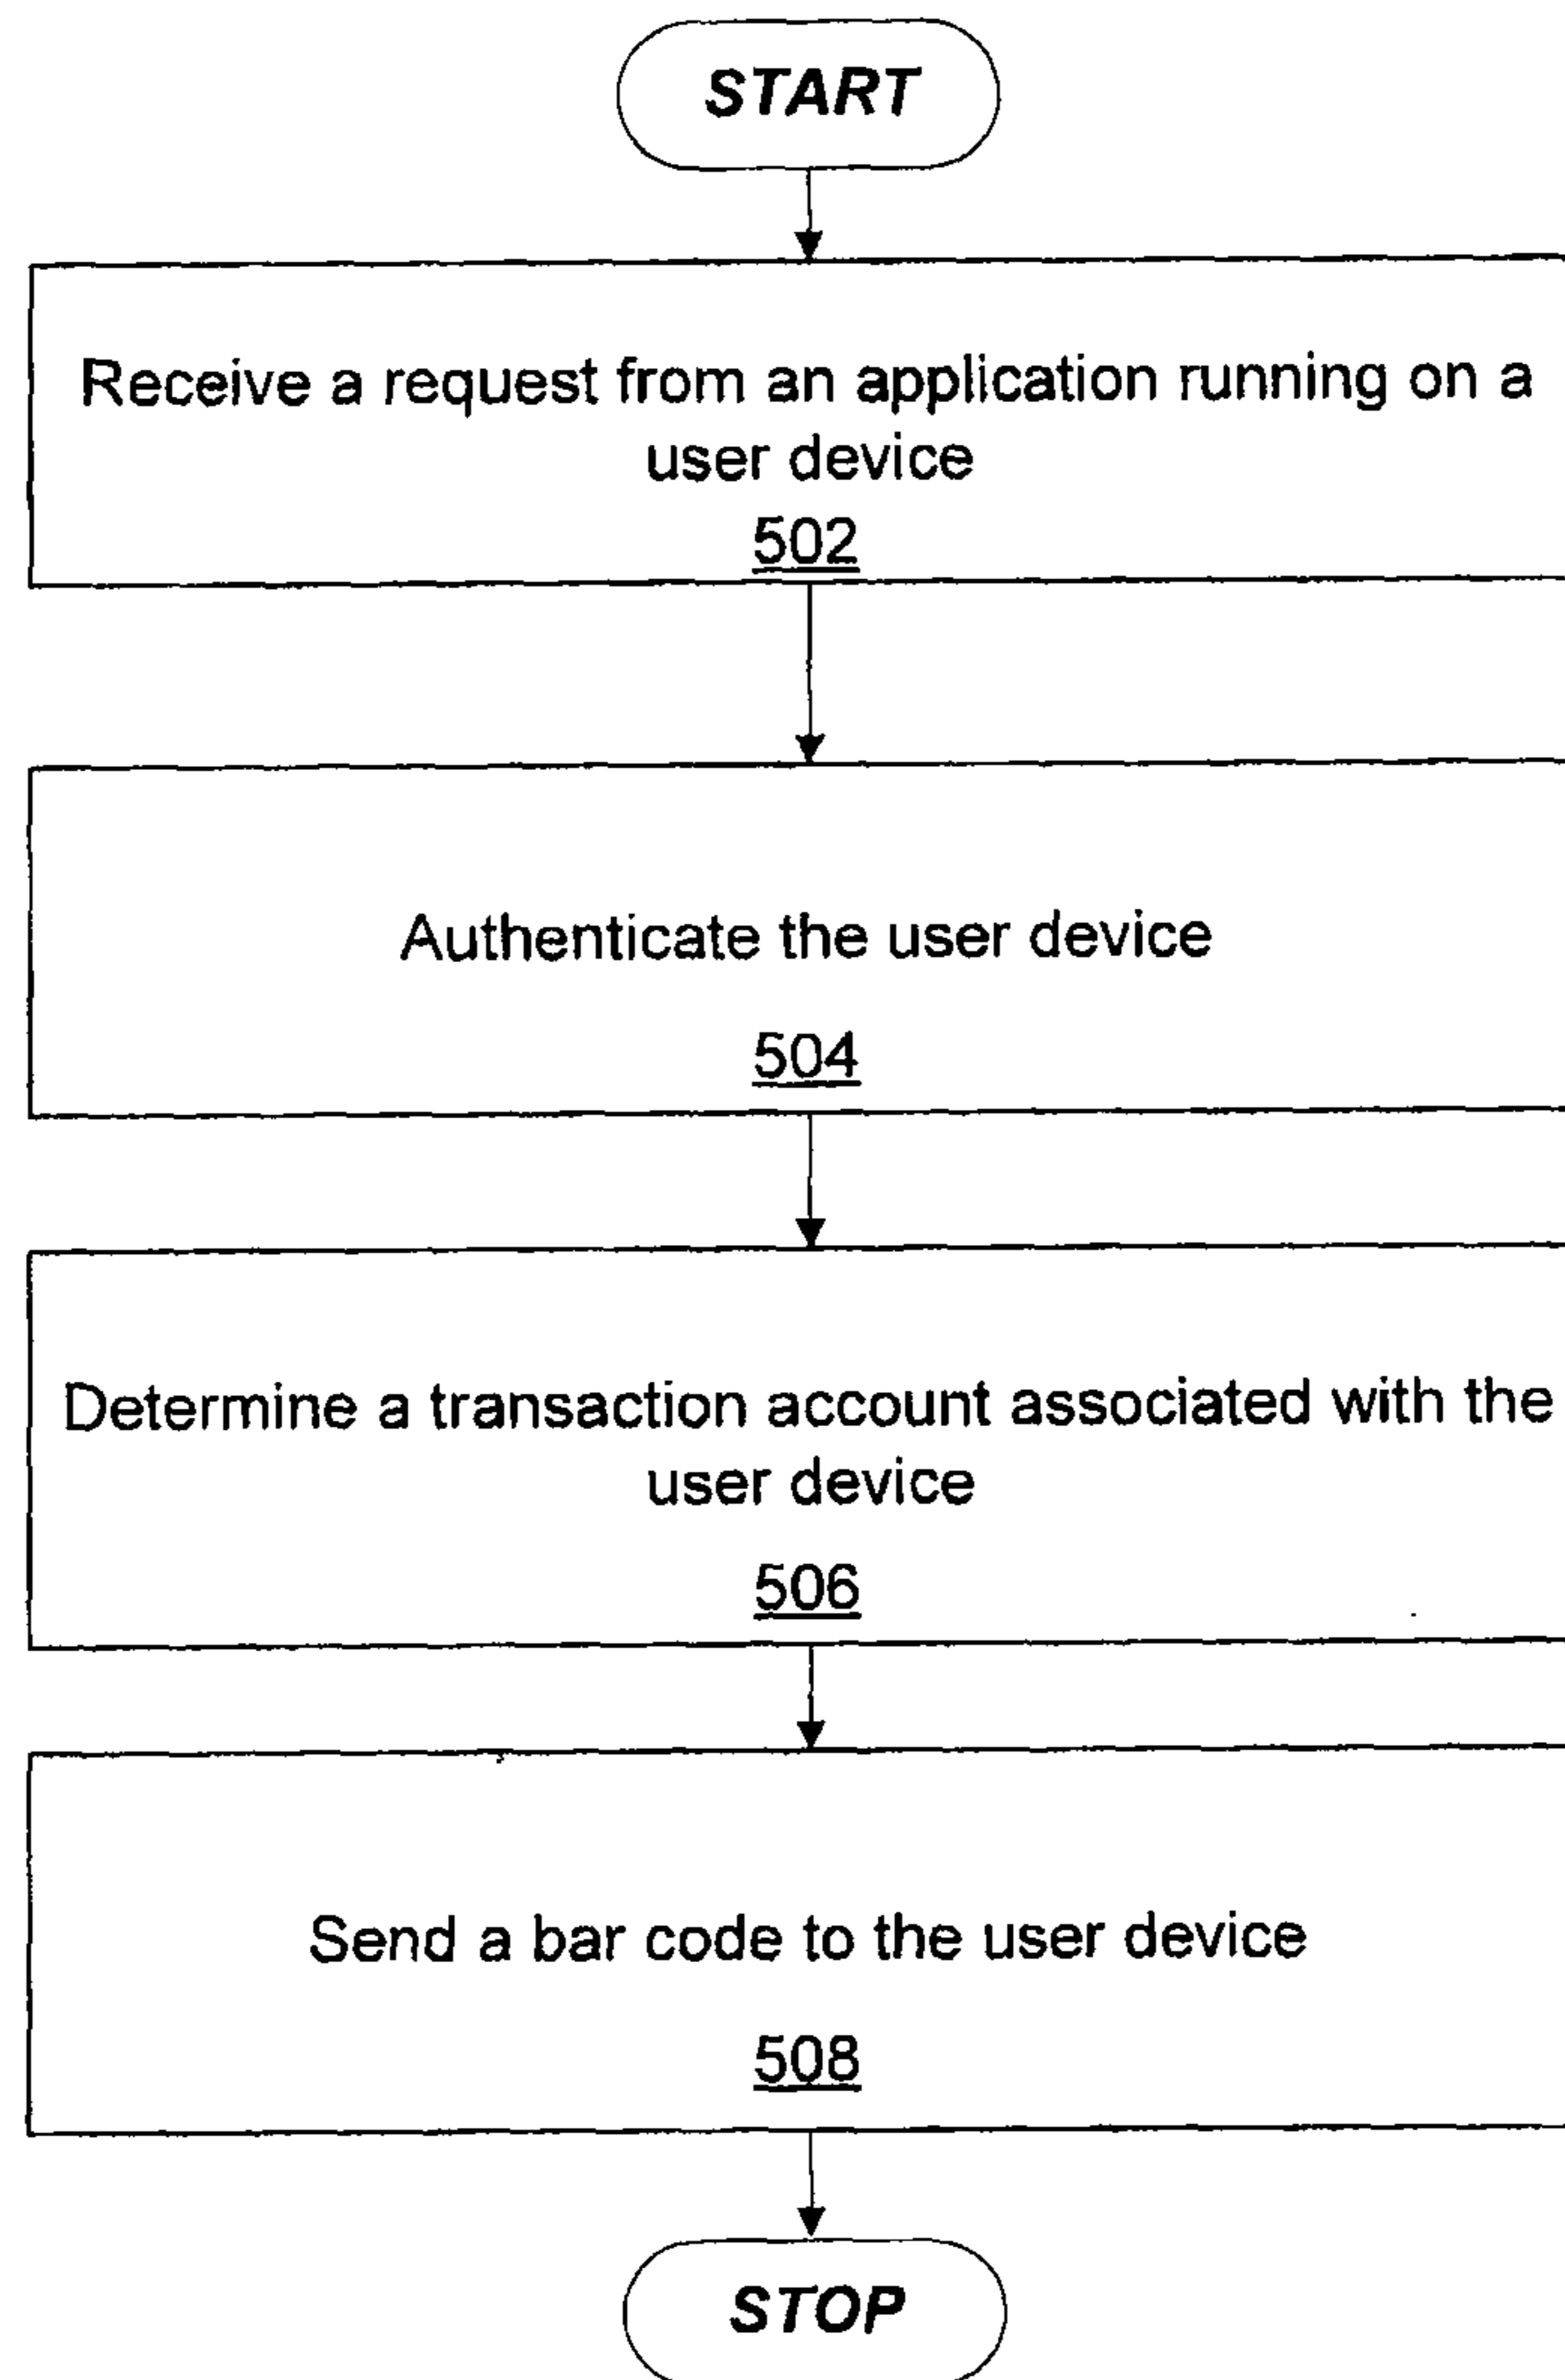 START
Receive a request from an application running on a
user device
502
Authenticate the user device
504
Determine a transaction account associated with the
user device
506
Send a bar code to the user device
508
STOP